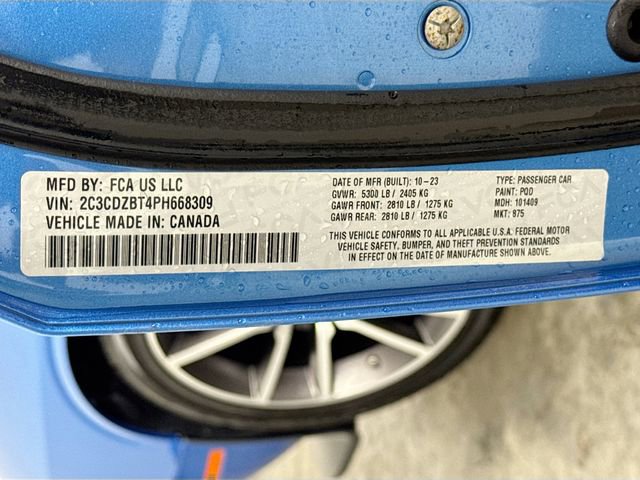 MFD BY: FCA US LLC
VIN: 2C3CDZBT4PH668309
VEHICLE MADE IN: CANADA
DATE OF MFR (BUILT): 10-23
GVWR: 5300 LB / 2405 KG
GAWR FRONT: 2810 LB / 1275 KG
GAWR REAR: 2810 LB / 1275 KG
TYPE: PASSENGER CAR
PAINT: PQD
MDH: 101409
MKT: 875
THIS VEHICLE CONFORMS TO ALL APPLICABLE U.S.A. FEDERAL MOTOR
VEHICLE SAFETY, BUMPER, AND THEFT PREVENTION STANDARDS
IN EFFECT ON THE DATE OF MANUFACTURE SHOWN ABOVE.